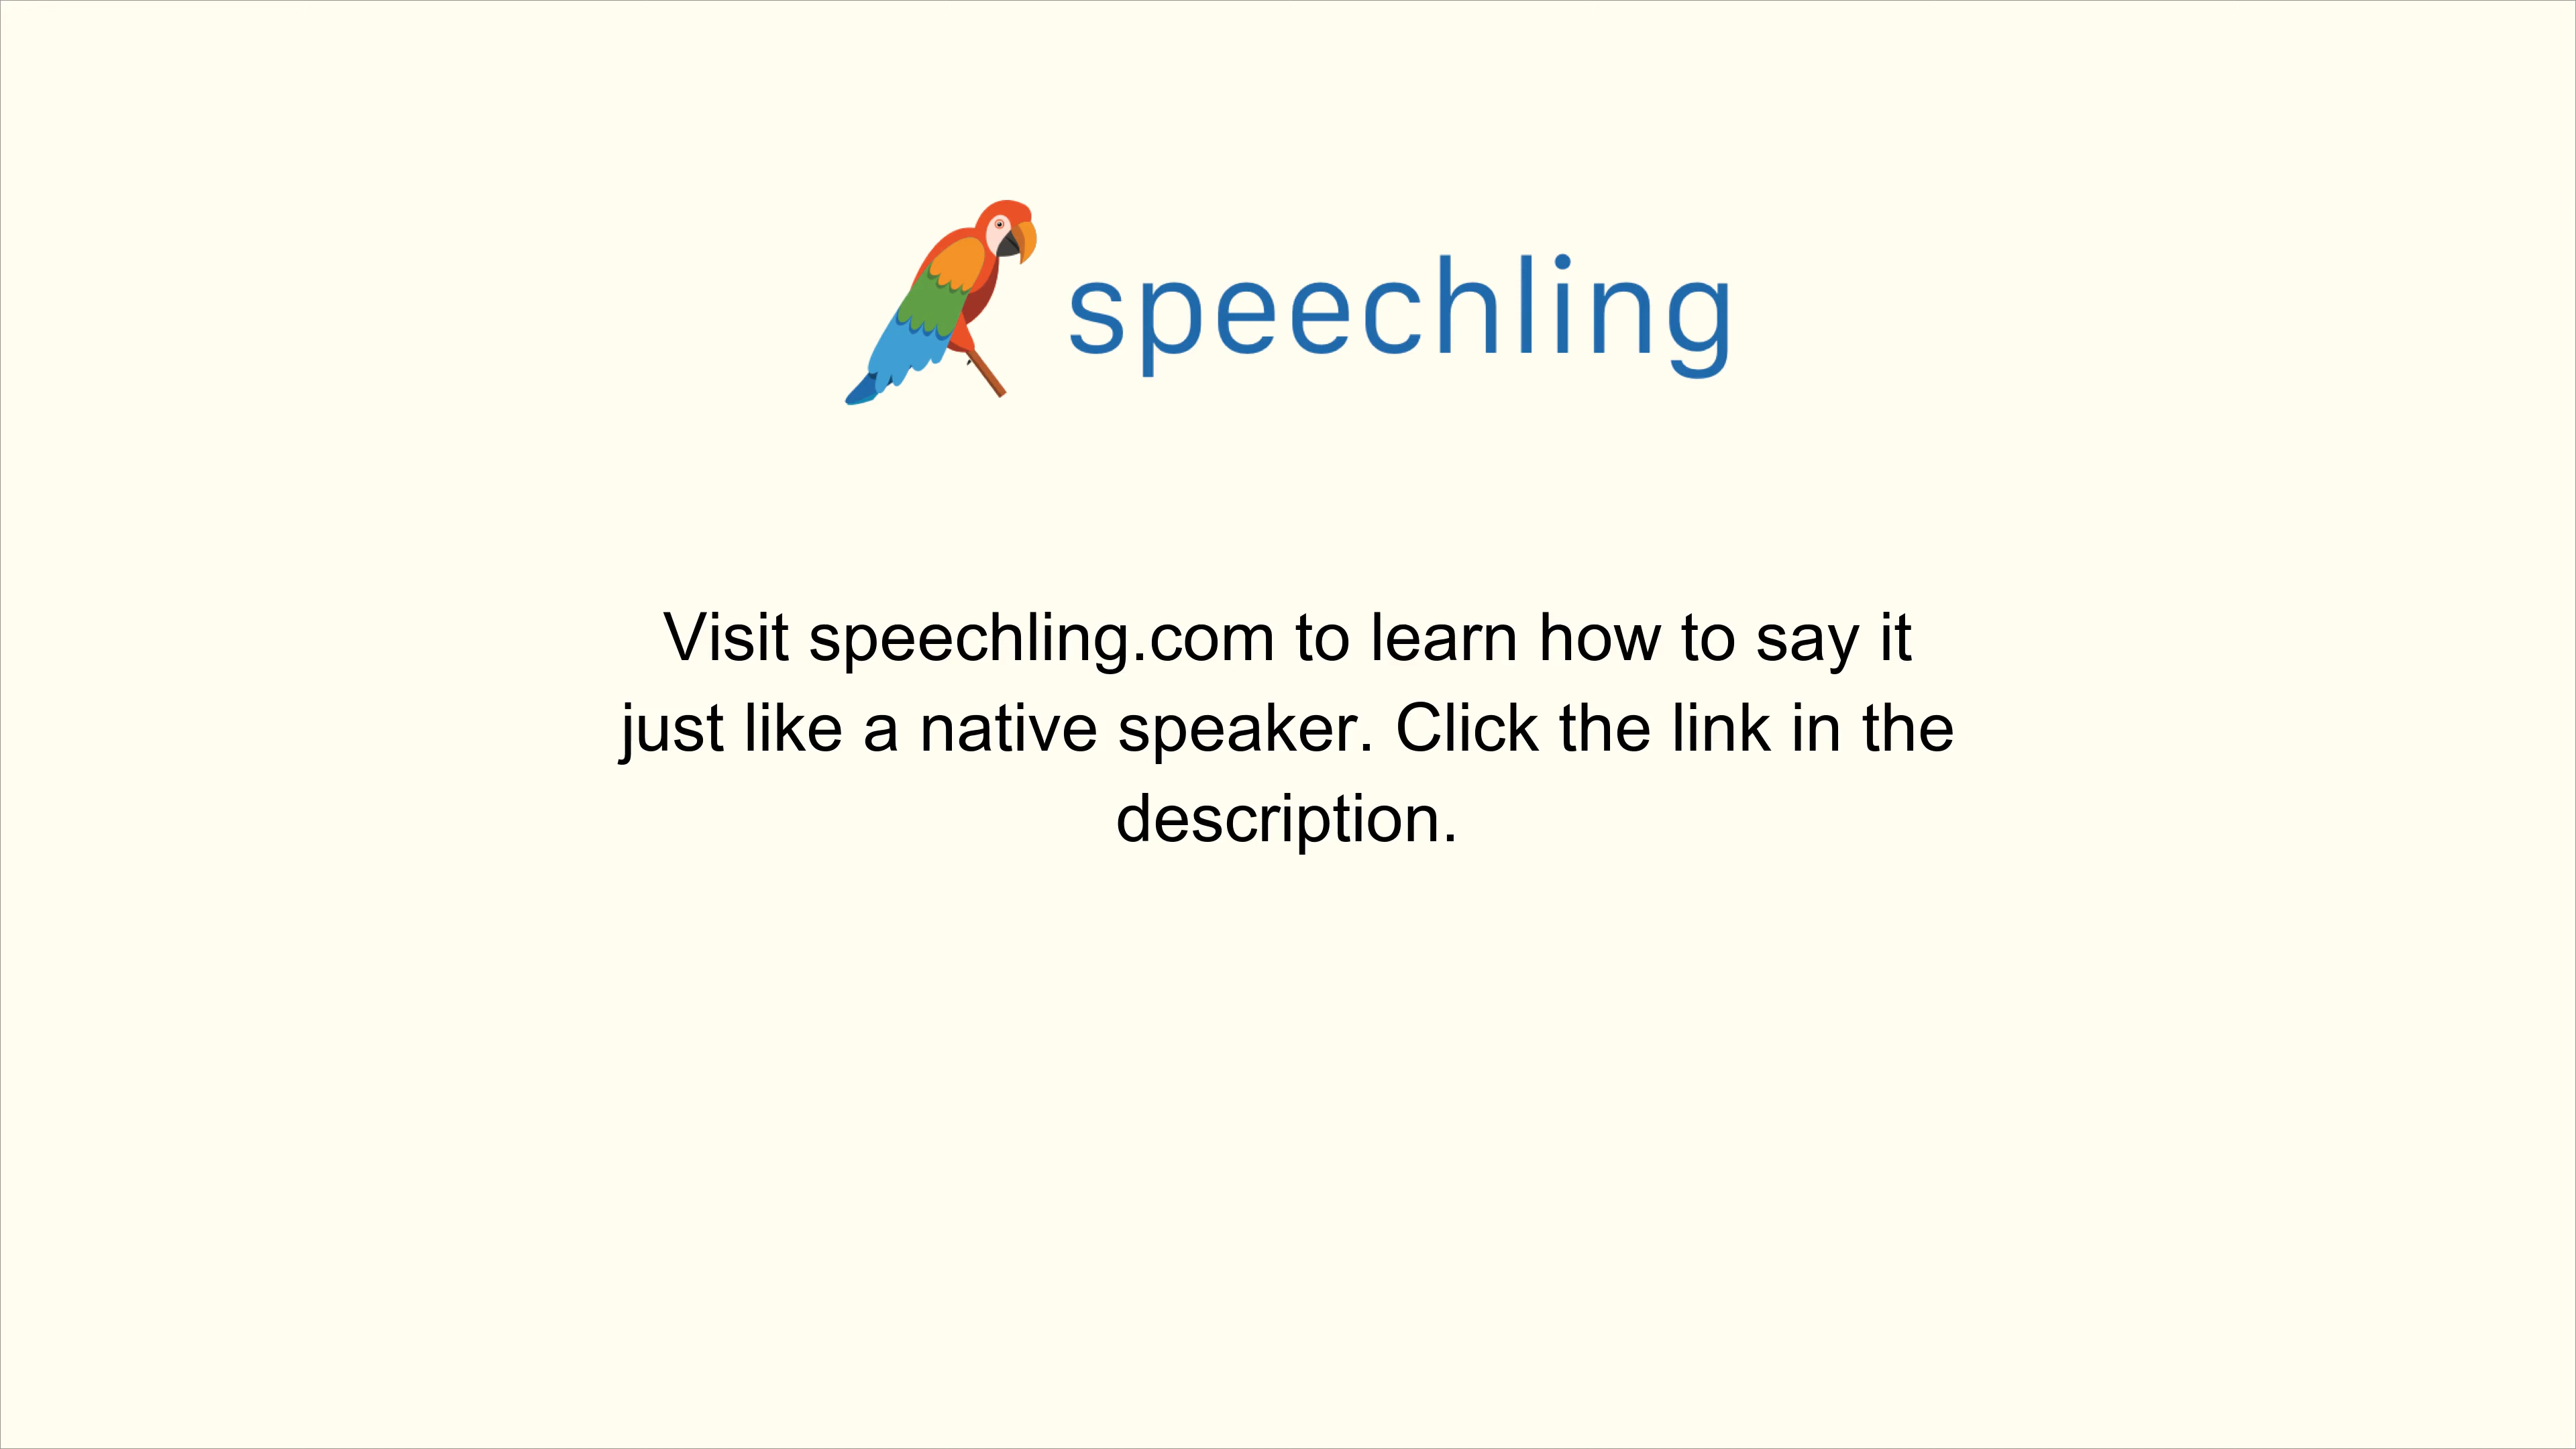 speechling
Visit speechling.com to learn how to say it
just like a native speaker. Click the link in the
description.